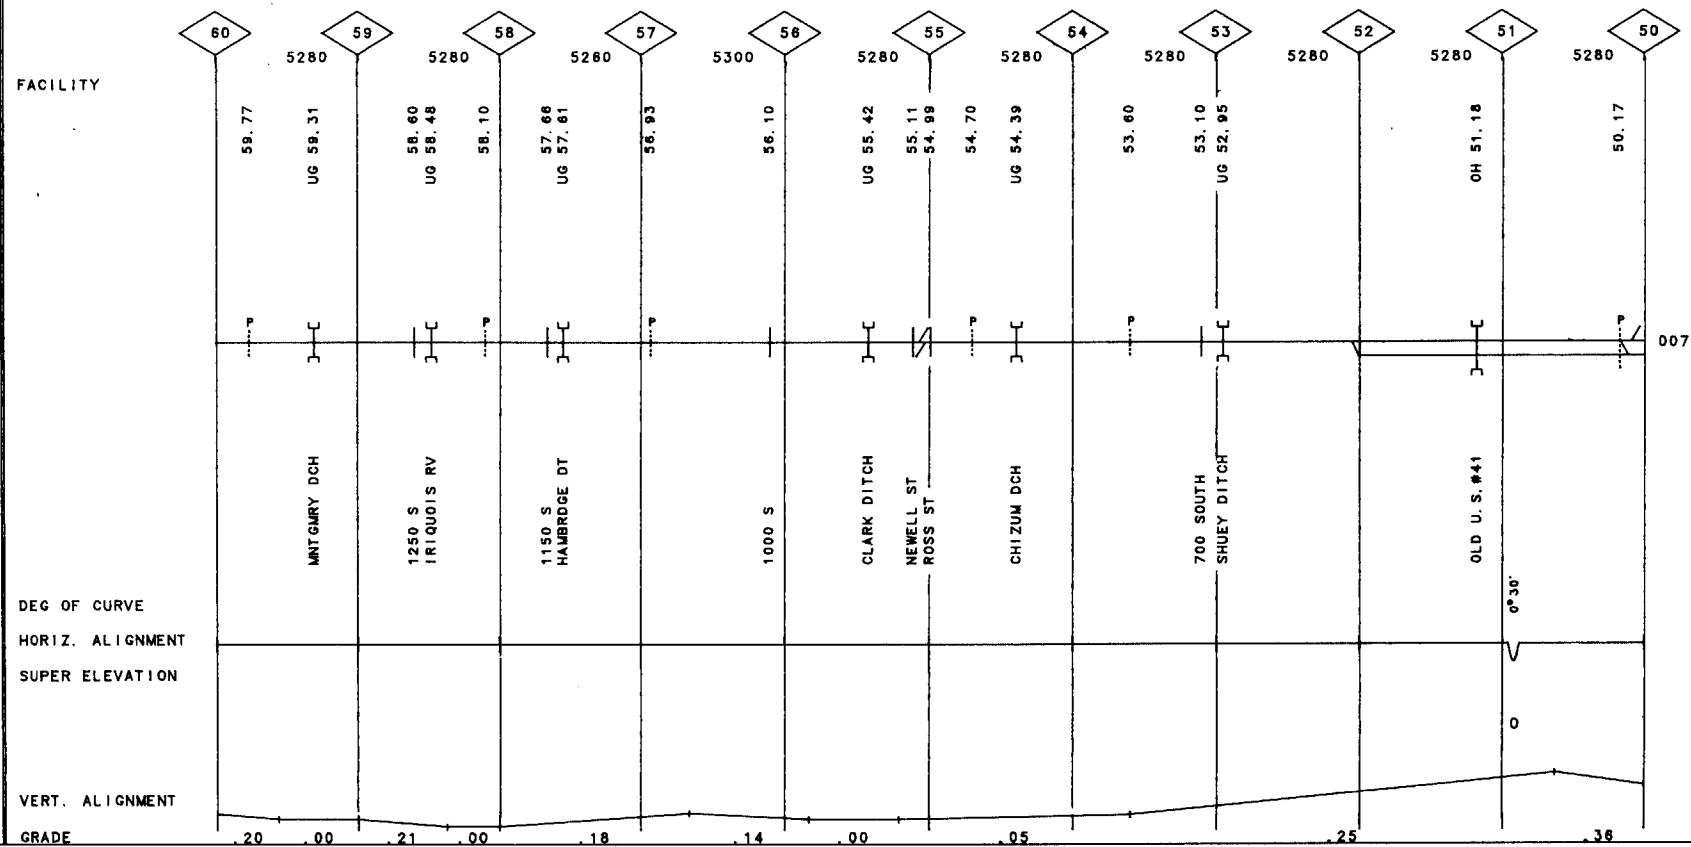 60 59 58 57 56 55 54 53 52 51 50
5280 5280 5260 5300 5280 5280 5280 5280 5280 5280
FACILITY
59.77
UG 59.31
58.60
UG 58.48
58.10
57.66
UG 57.61
56.93
56.10
UG 55.42
55.11
54.99
54.70
UG 54.39
53.60
53.10
UG 52.95
OH 51.18
50.17
P P P P P P
007
MNTGMRY DCH
1250 S
IRIQUOIS RV
1150 S
HAMBRDGE DT
1000 S
CLARK DITCH
NEWELL ST
ROSS ST
CHIZUM DCH
700 SOUTH
SHUEY DITCH
OLD U.S.#41
DEG OF CURVE
0°30'
HORIZ. ALIGNMENT
SUPER ELEVATION
0
VERT. ALIGNMENT
GRADE .20 .00 .21 .00 .18 .14 .00 .05 .25 .36